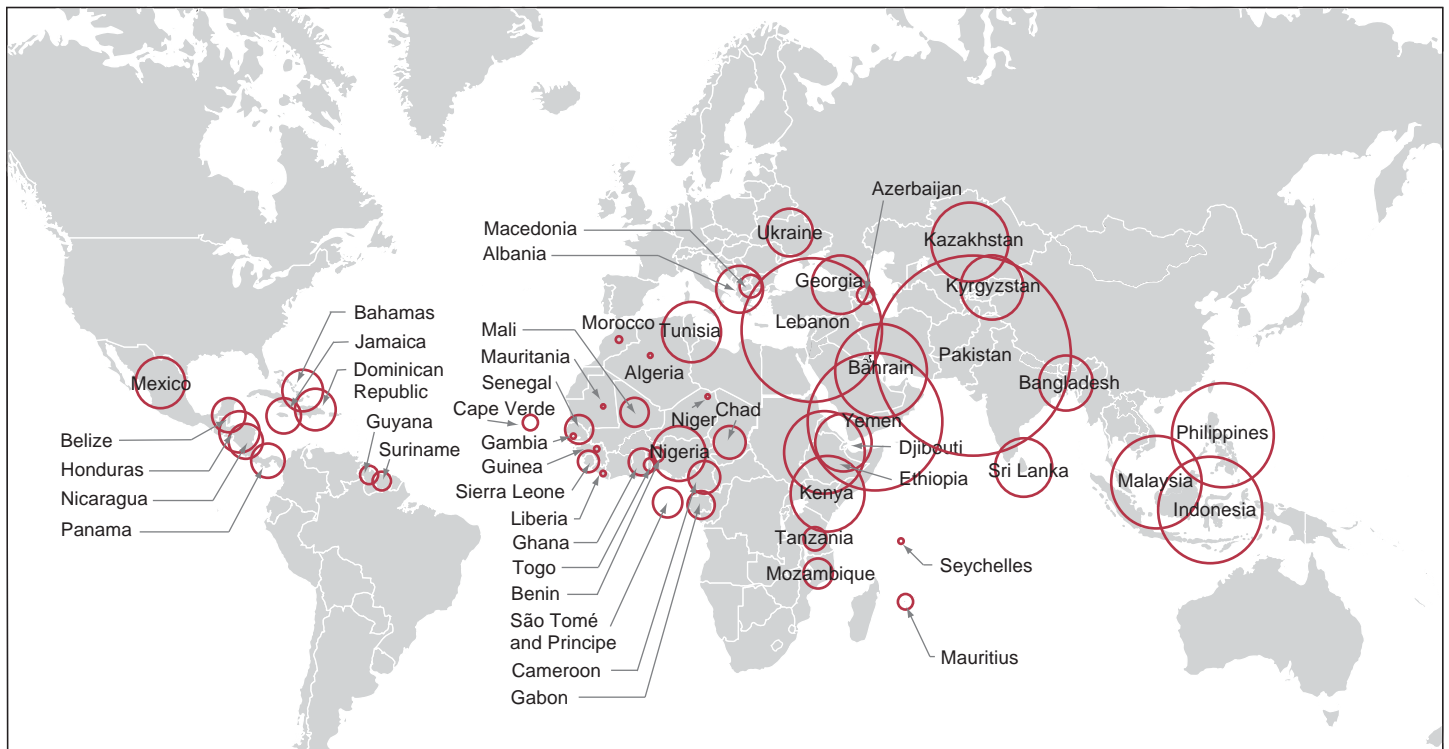 Azerbaijan
Macedonia
Ukraine
Kazakhstan
Albania
Georgia
Kyrgyzstan
Bahamas
Mali
Morocco
Tunisia
Lebanon
Jamaica
Mauritania
Pakistan
Dominican
Republic
Algeria
Bahrain
Mexico
Senegal
Bangladesh
Cape Verde
Niger
Chad
Guyana
Yemen
Belize
Gambia
Djibouti
Philippines
Suriname
Nigeria
Honduras
Guinea
Ethiopia
Sri Lanka
Malaysia
Nicaragua
Sierra Leone
Kenya
Indonesia
Panama
Liberia
Ghana
Tanzania
Togo
Mozambique
Seychelles
Benin
São Tomé
and Principe
Mauritius
Cameroon
Gabon